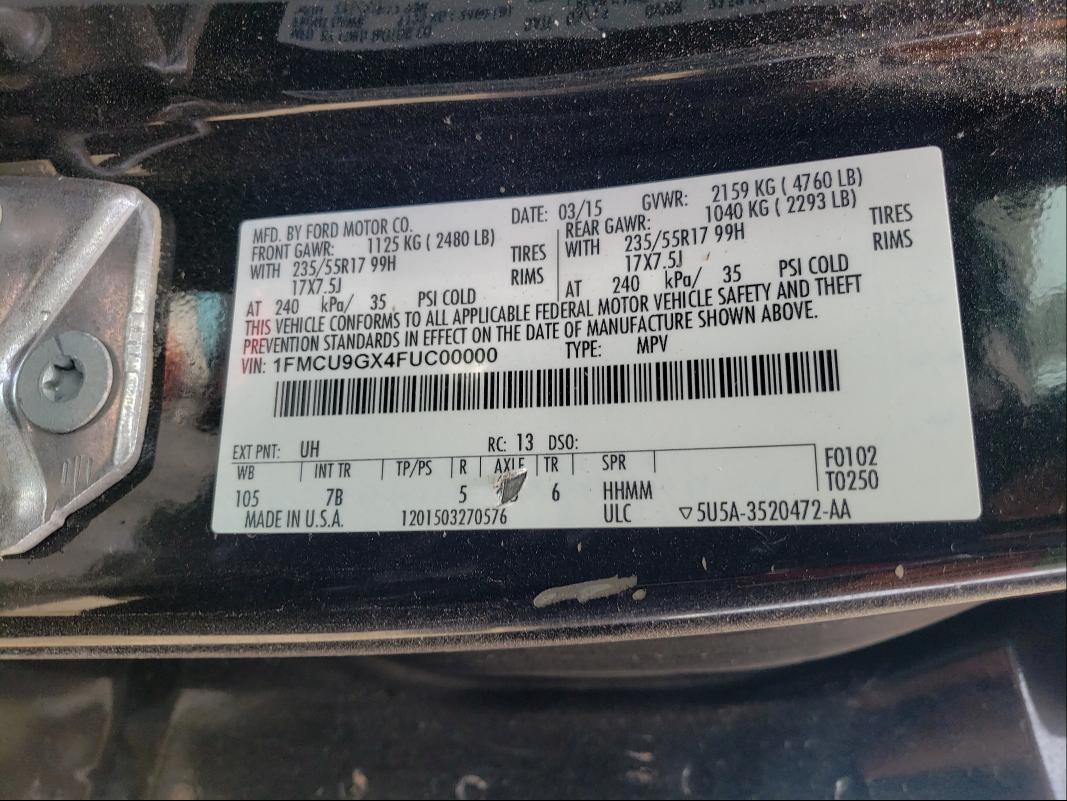 MFD. BY FORD MOTOR CO. DATE: 03/15 GVWR: 2159 KG ( 4760 LB)
FRONT GAWR: 1125 KG ( 2480 LB) REAR GAWR: 1040 KG ( 2293 LB)
WITH 235/55R17 99H TIRES WITH 235/55R17 99H TIRES
17X7.5J RIMS 17X7.5J RIMS
AT 240 kPa/ 35 PSI COLD AT 240 kPa/ 35 PSI COLD
THIS VEHICLE CONFORMS TO ALL APPLICABLE FEDERAL MOTOR VEHICLE SAFETY AND THEFT
PREVENTION STANDARDS IN EFFECT ON THE DATE OF MANUFACTURE SHOWN ABOVE.
VIN: 1FMCU9GX4FUC00000 TYPE: MPV
EXT PNT: UH RC: 13 DSO:
WB INT TR TP/PS R AXLE TR SPR F0102
105 7B 5 6 HHMM T0250
MADE IN U.S.A. 1201503270576 ULC ▽5U5A-3520472-AA